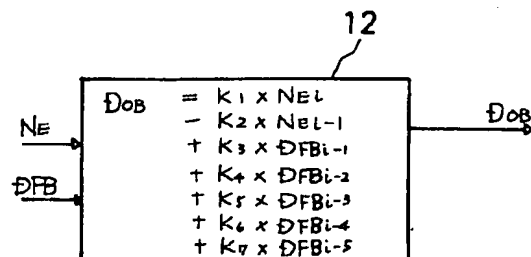 12
DOB = K1 x NEi
- K2 x NEi-1
NE
DOB
+ K3 x DFBi-1
+ K4 x DFBi-2
DFB
+ K5 x DFBi-3
+ K6 x DFBi-4
+ K7 x DFBi-5